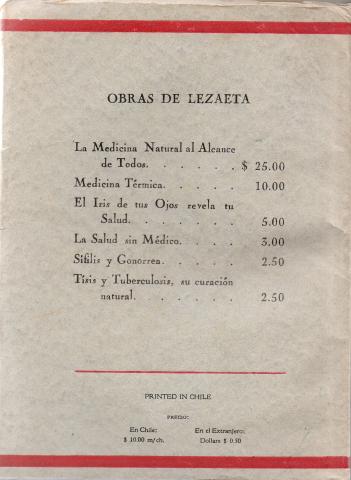 OBRAS DE LEZAETA
La Medicina Natural al Alcance
de Todos. . . . . . $ 25.00
Medicina Térmica. . . . . 10.00
El Iris de tus Ojos revela tu
Salud. . . . . . . 5.00
La Salud sin Médico. . . . 3.00
Sífilis y Gonorrea. . . . . 2.50
Tisis y Tuberculosis, su curación
natural. . . . . . 2.50
PRINTED IN CHILE
PRECIO:
En Chile: En el Extranjero:
$ 10.00 m/ch. Dollars $ 0.50